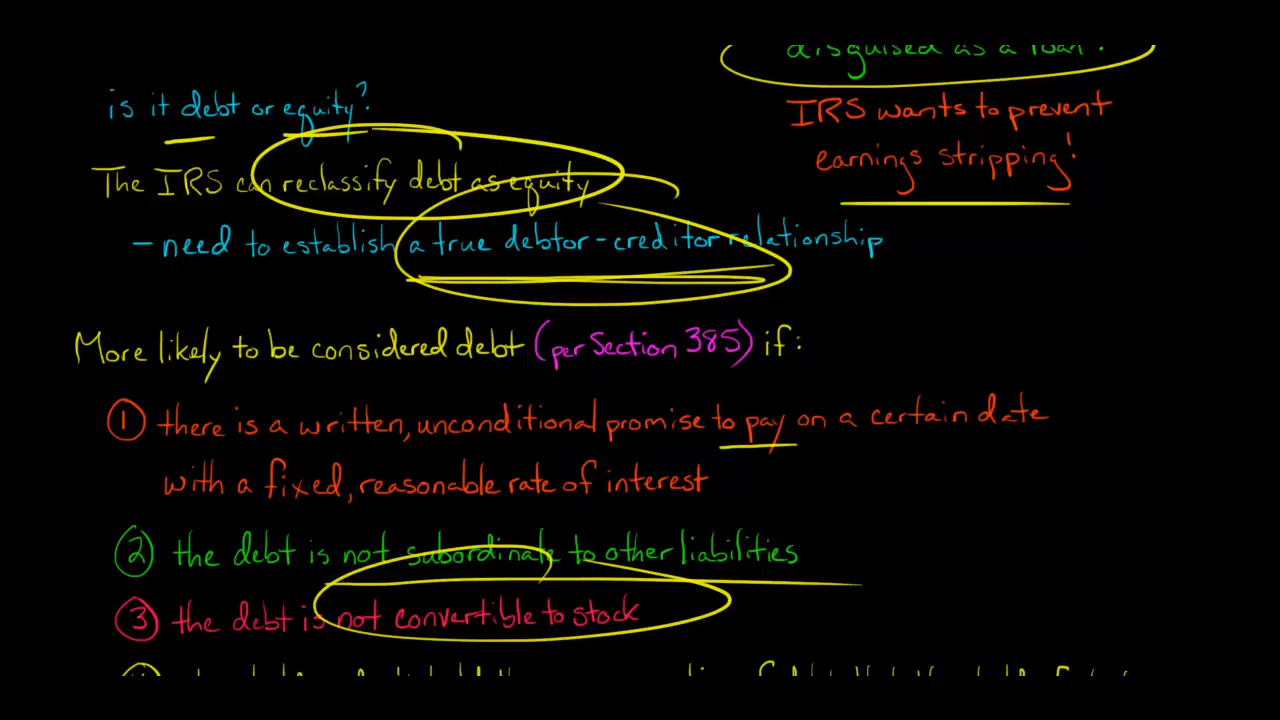 disguised as a loan?
is it debt or equity?
IRS wants to prevent
earnings stripping!
The IRS can reclassify debt as equity
- need to establish a true debtor-creditor relationship
More likely to be considered debt (per Section 385) if:
① there is a written, unconditional promise to pay on a certain date
with a fixed, reasonable rate of interest
② the debt is not subordinate to other liabilities
③ the debt is not convertible to stock